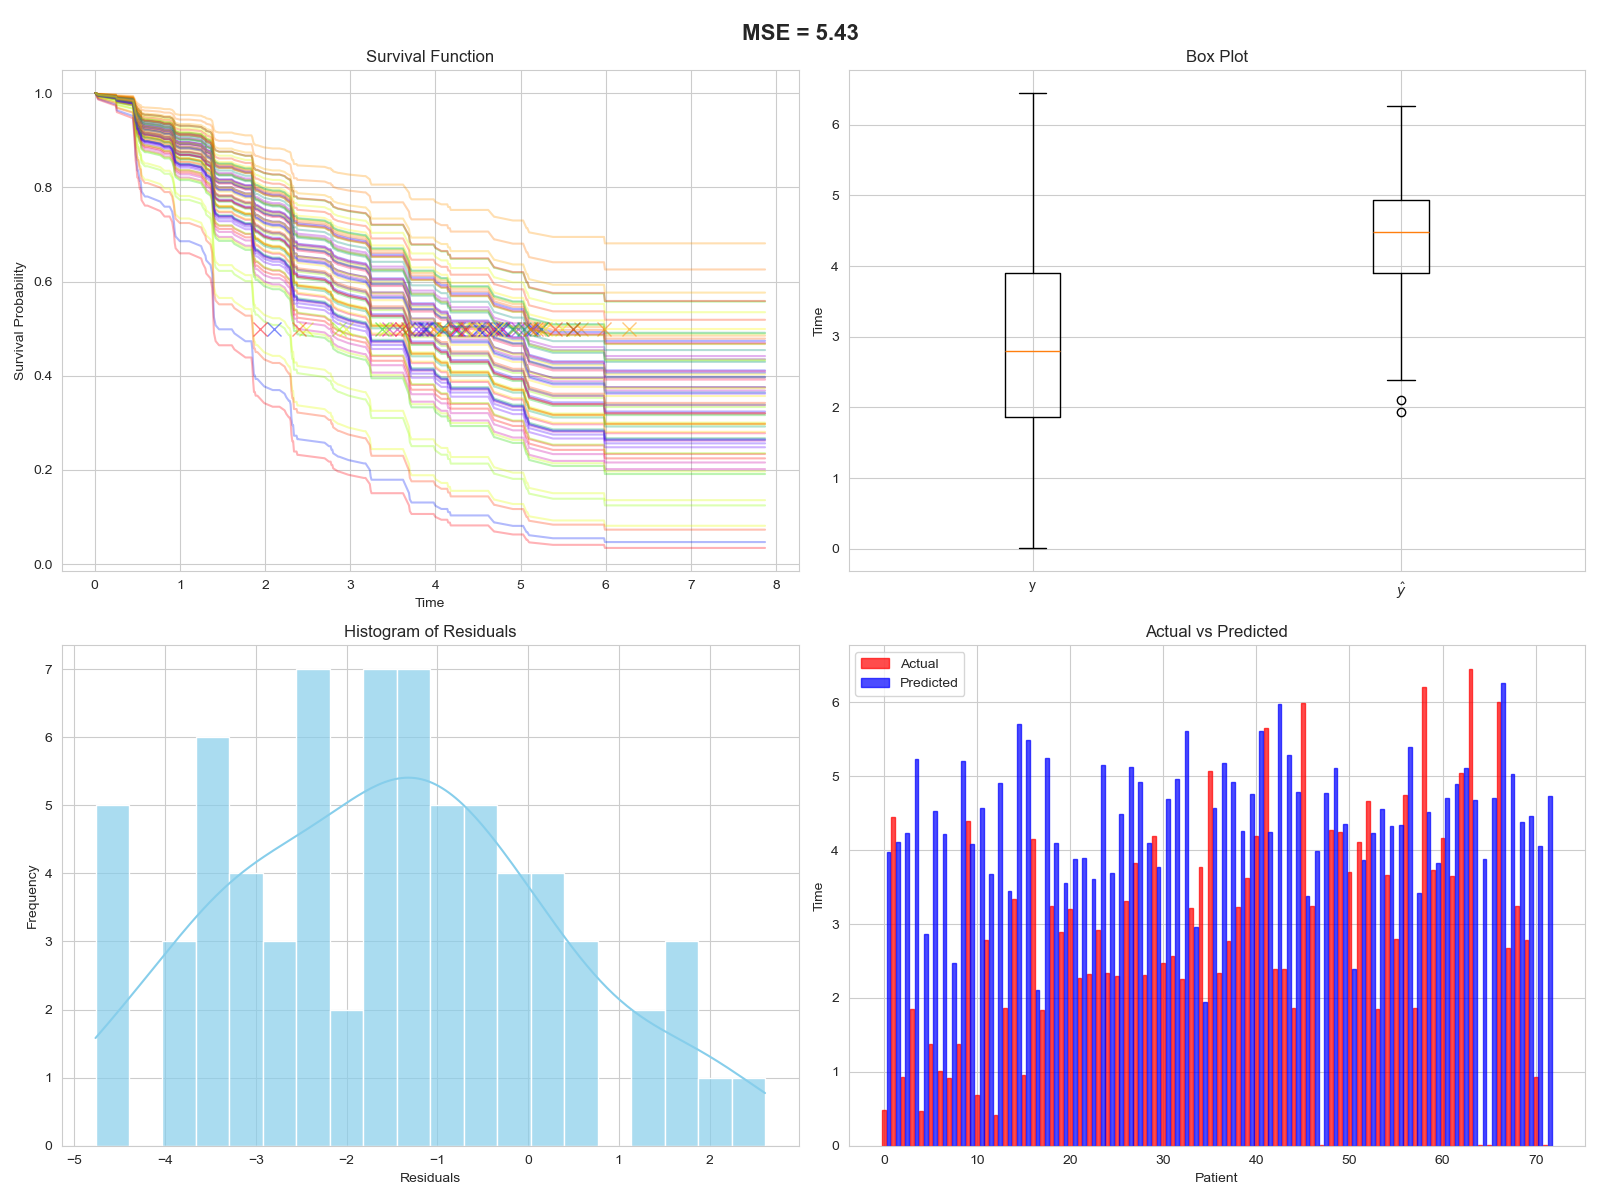 MSE = 5.43
Survival Function
1.0
0.8
0.6
0.4
0.2
0.0
Survival Probability
0 1 2 3 4 5 6 7 8
Time
Box Plot
6
5
4
3
2
1
0
Time
y ŷ
Histogram of Residuals
7
6
5
4
3
2
1
0
Frequency
−5 −4 −3 −2 −1 0 1 2
Residuals
Actual vs Predicted
Actual
Predicted
6
5
4
3
2
1
0
Time
0 10 20 30 40 50 60 70
Patient